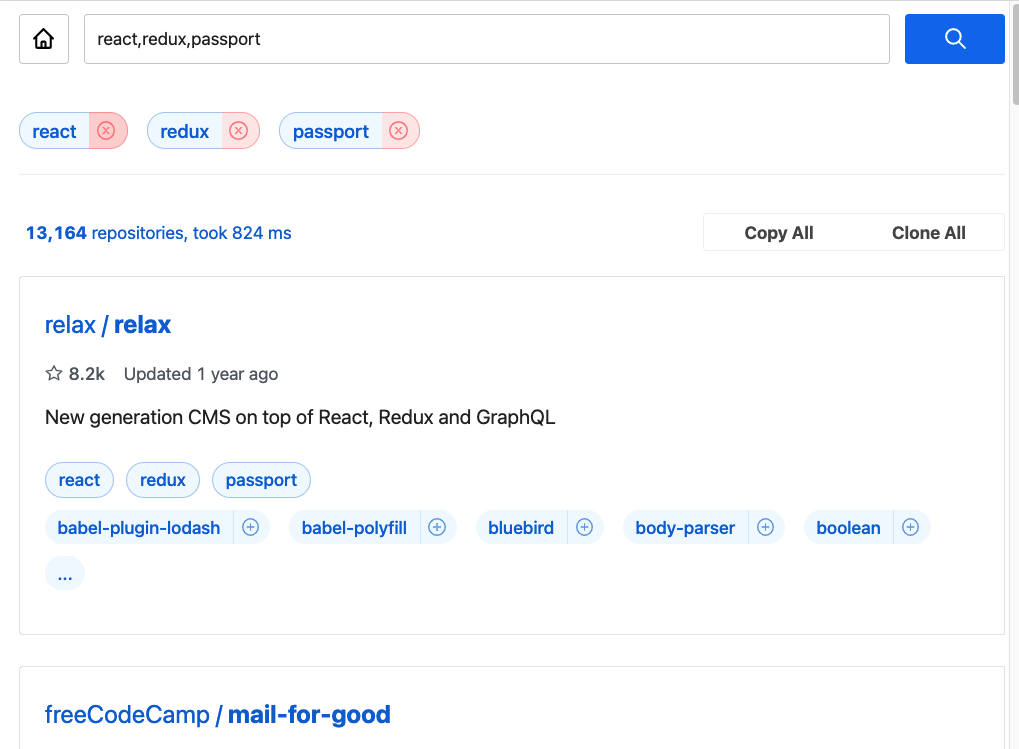 react,redux,passport
react redux passport
13,164 repositories, took 824 ms Copy All Clone All
relax / relax
8.2k Updated 1 year ago
New generation CMS on top of React, Redux and GraphQL
react redux passport
babel-plugin-lodash babel-polyfill bluebird body-parser boolean
...
freeCodeCamp / mail-for-good